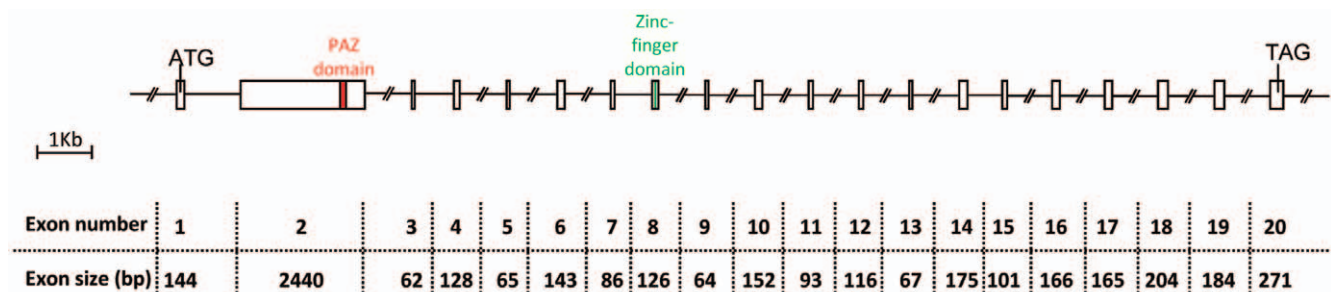 Zinc-
finger
domain
PAZ
domain
ATG
TAG
1Kb
Exon number 1 2 3 4 5 6 7 8 9 10 11 12 13 14 15 16 17 18 19 20
Exon size (bp) 144 2440 62 128 65 143 86 126 64 152 93 116 67 175 101 166 165 204 184 271